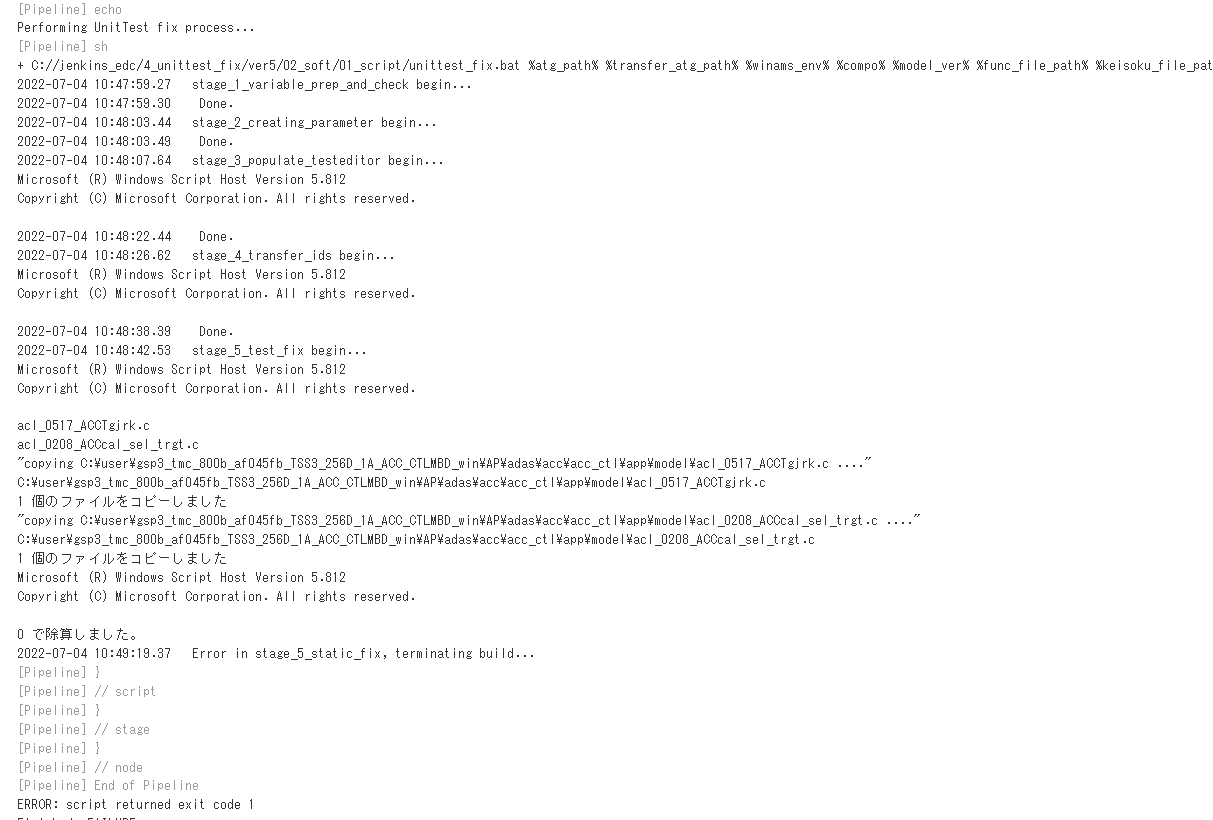 [Pipeline] echo
Performing UnitTest fix process...
[Pipeline] sh
+ C://jenkins_edc/4_unittest_fix/ver5/02_soft/01_script/unittest_fix.bat %atg_path% %transfer_atg_path% %winams_env% %compo% %model_ver% %func_file_path% %keisoku_file_pat
2022-07-04 10:47:59.27 stage_1_variable_prep_and_check begin...
2022-07-04 10:47:59.30 Done.
2022-07-04 10:48:03.44 stage_2_creating_parameter begin...
2022-07-04 10:48:03.49 Done.
2022-07-04 10:48:07.64 stage_3_populate_testeditor begin...
Microsoft (R) Windows Script Host Version 5.812
Copyright (C) Microsoft Corporation. All rights reserved.
2022-07-04 10:48:22.44 Done.
2022-07-04 10:48:26.62 stage_4_transfer_ids begin...
Microsoft (R) Windows Script Host Version 5.812
Copyright (C) Microsoft Corporation. All rights reserved.
2022-07-04 10:48:38.39 Done.
2022-07-04 10:48:42.53 stage_5_test_fix begin...
Microsoft (R) Windows Script Host Version 5.812
Copyright (C) Microsoft Corporation. All rights reserved.
acl_0517_ACCTgjrk.c
acl_0208_ACCcal_sel_trgt.c
"copying C:¥user¥gsp3_tmc_800b_af045fb_TSS3_256D_1A_ACC_CTLMBD_win¥AP¥adas¥acc¥acc_ctl¥app¥model¥acl_0517_ACCTgjrk.c ...."
C:¥user¥gsp3_tmc_800b_af045fb_TSS3_256D_1A_ACC_CTLMBD_win¥AP¥adas¥acc¥acc_ctl¥app¥model¥acl_0517_ACCTgjrk.c
1 個のファイルをコピーしました
"copying C:¥user¥gsp3_tmc_800b_af045fb_TSS3_256D_1A_ACC_CTLMBD_win¥AP¥adas¥acc¥acc_ctl¥app¥model¥acl_0208_ACCcal_sel_trgt.c ...."
C:¥user¥gsp3_tmc_800b_af045fb_TSS3_256D_1A_ACC_CTLMBD_win¥AP¥adas¥acc¥acc_ctl¥app¥model¥acl_0208_ACCcal_sel_trgt.c
1 個のファイルをコピーしました
Microsoft (R) Windows Script Host Version 5.812
Copyright (C) Microsoft Corporation. All rights reserved.
0 で除算しました。
2022-07-04 10:49:19.37 Error in stage_5_static_fix, terminating build...
[Pipeline] }
[Pipeline] // script
[Pipeline] }
[Pipeline] // stage
[Pipeline] }
[Pipeline] // node
[Pipeline] End of Pipeline
ERROR: script returned exit code 1